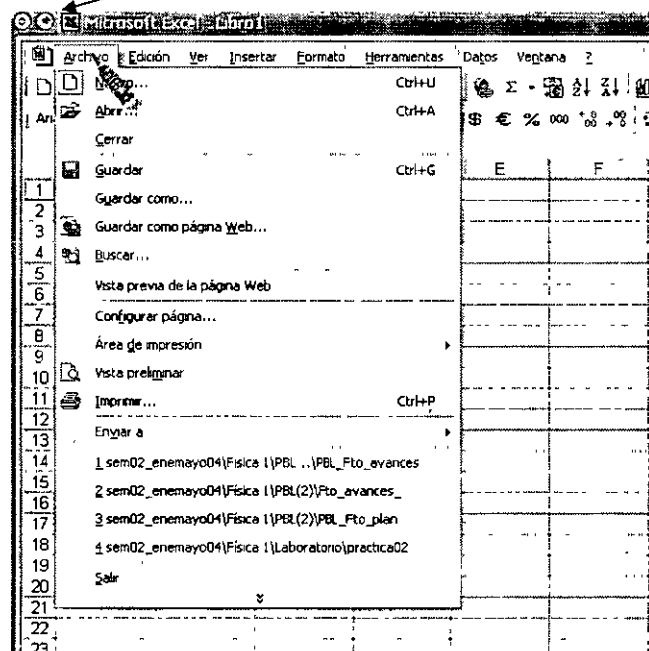 Microsoft Excel - Libro1
Archivo Edición Ver Insertar Formato Herramientas Datos Ventana ?
Ctrl+U
Abrir... Ctrl+A
$ € % 000
Cerrar
Guardar Ctrl+G
E F
1
Guardar como...
2
3 Guardar como página Web...
4 Buscar...
5
Vista previa de la página Web
6
7 Configurar página...
8 Área de impresión
9
10 Vista preliminar
11 Imprimir... Ctrl+P
12
13 Enviar a
14 1 sem02_enemayo04\Física 1\PBL ...\PBL_Fto_avances
15 2 sem02_enemayo04\Física 1\PBL(2)\Fto_avances_
16
17 3 sem02_enemayo04\Física 1\PBL(2)\PBL_Fto_plan
18 4 sem02_enemayo04\Física 1\Laboratorio\practica02
19
20 Salir
21
22
23